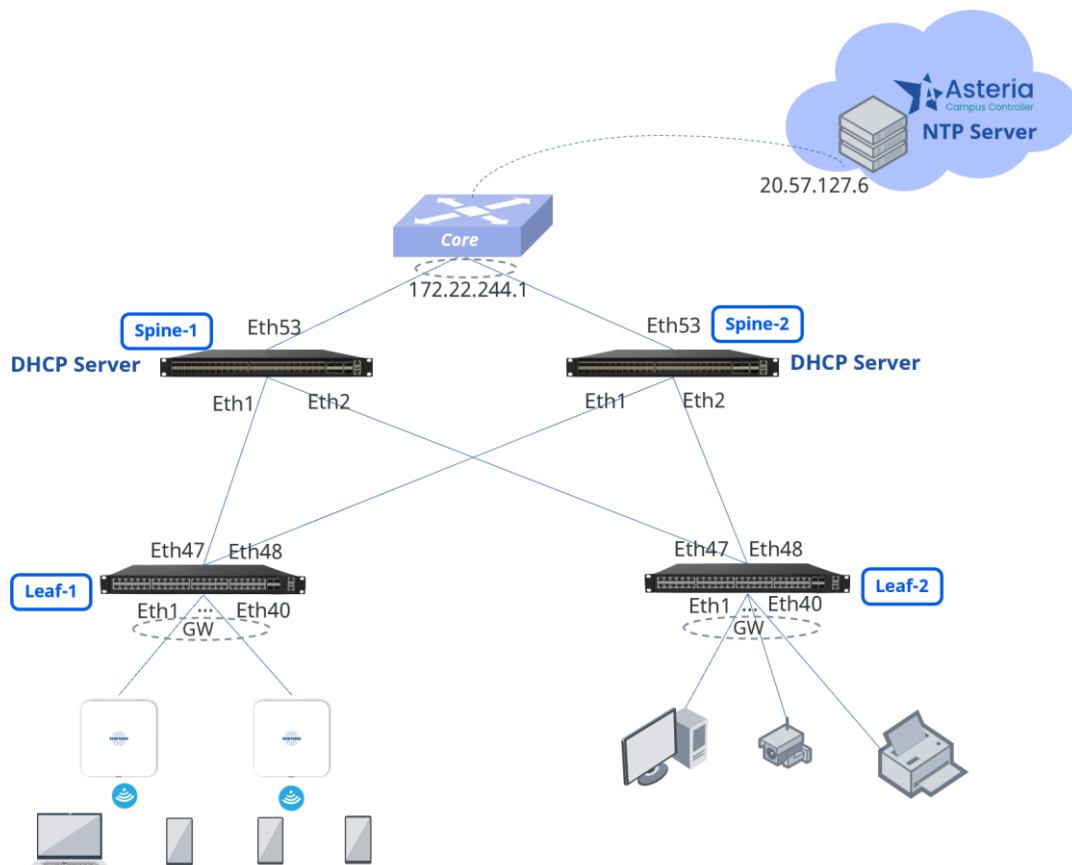 Asteria
Campus Controller
NTP Server
20.57.127.6
Core
172.22.244.1
Spine-1
Eth53
Eth53
Spine-2
DHCP Server
DHCP Server
Eth1
Eth2
Eth1
Eth2
Eth47
Eth48
Eth47
Eth48
Leaf-1
Eth1
...
Eth40
GW
Eth1
...
Eth40
GW
Leaf-2